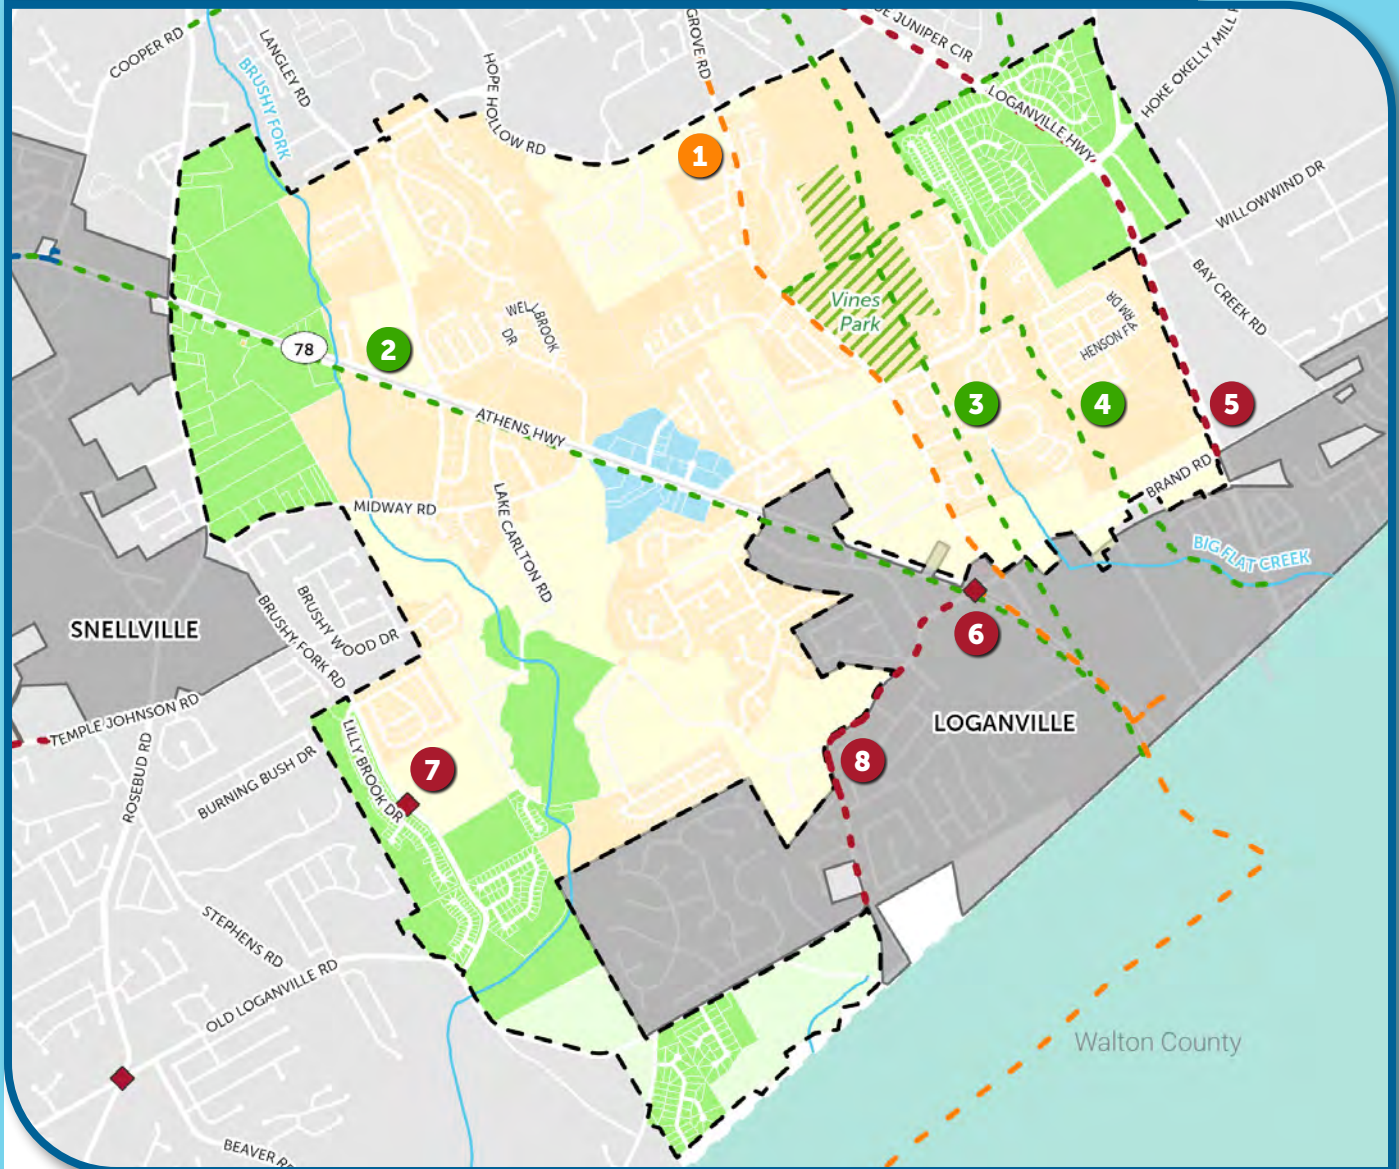 COOPER RD
LANGLEY RD
BRUSHY FORK
HOPE HOLLOW RD
GROVE RD
JUNIPER CIR
LOGANVILLE HWY
HOKE OKELLY MILL
WILLOWWIND DR
BAY CREEK RD
1
Vines
Park
WELLBROOK
DR
HENSON FA
RM DR
78
2
3
4
5
ATHENS HWY
MIDWAY RD
LAKE CARLTON RD
BRAND RD
BIG FLAT CREEK
SNELLVILLE
BRUSHY WOOD DR
BRUSHY FORK RD
6
TEMPLE JOHNSON RD
ROSEBUD RD
BURNING BUSH DR
LILLY BROOK DR
7
8
LOGANVILLE
STEPHENS RD
OLD LOGANVILLE RD
Walton County
BEAVER